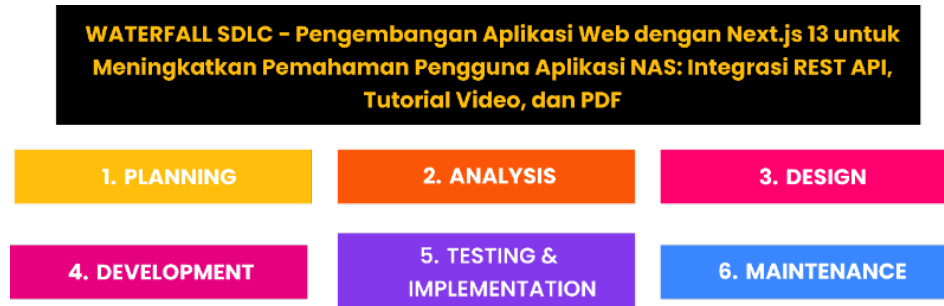 WATERFALL SDLC - Pengembangan Aplikasi Web dengan Next.js 13 untuk
Meningkatkan Pemahaman Pengguna Aplikasi NAS: Integrasi REST API,
Tutorial Video, dan PDF
1. PLANNING
2. ANALYSIS
3. DESIGN
4. DEVELOPMENT
5. TESTING &
IMPLEMENTATION
6. MAINTENANCE